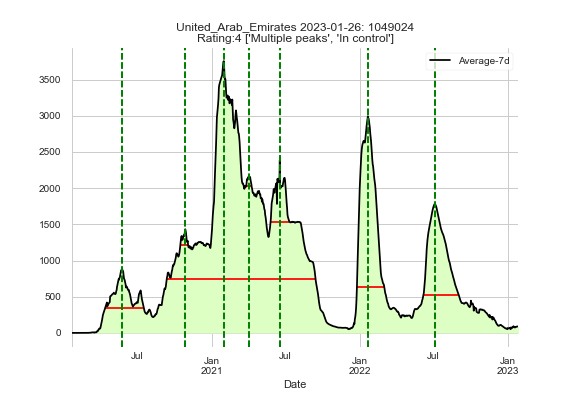 United_Arab_Emirates 2023-01-26: 1049024
Rating:4 ['Multiple peaks', 'In control']
Average-7d
3500
3000
2500
2000
1500
1000
500
0
Jul
Jan
2021
Jul
Jan
2022
Jul
Jan
2023
Date